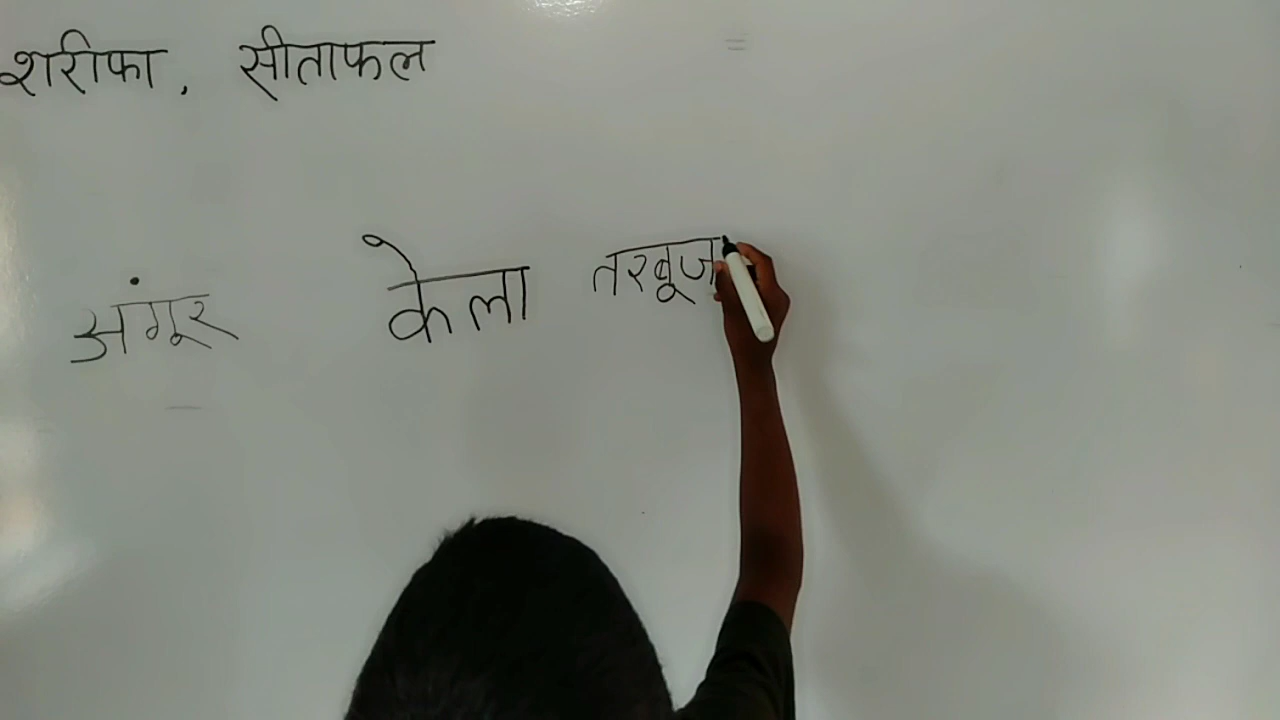 शरीफा, सीताफल
अंगूर केला तरबूज